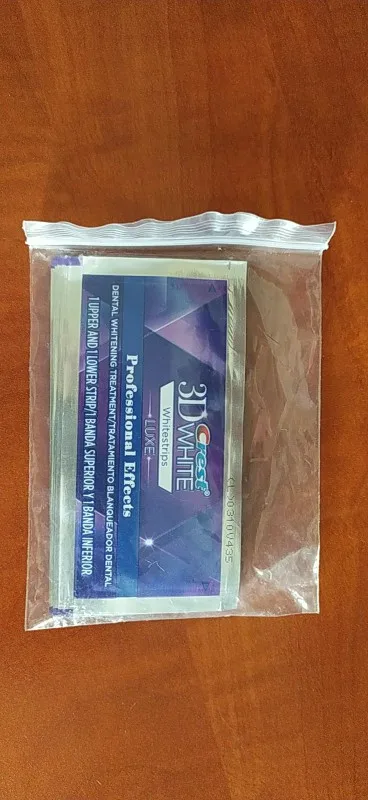 Crest
3D WHITE
Whitestrips
LUXE
Professional Effects
DENTAL WHITENING TREATMENT/TRATAMIENTO BLANQUEADOR DENTAL
1 UPPER AND 1 LOWER STRIP/1 BANDA SUPERIOR Y 1 BANDA INFERIOR